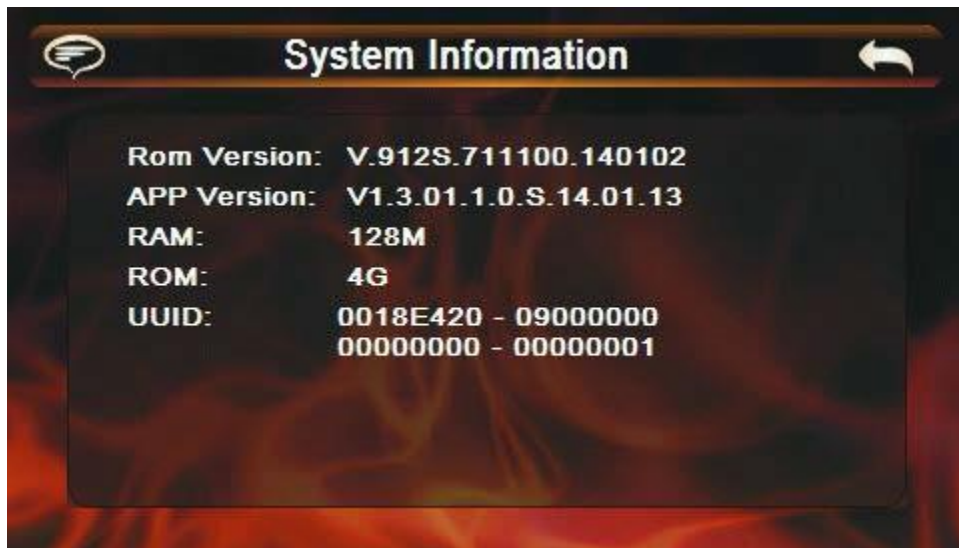 System Information
Rom Version: V.912S.711100.140102
APP Version: V1.3.01.1.0.S.14.01.13
RAM: 128M
ROM: 4G
UUID: 0018E420 - 09000000
00000000 - 00000001